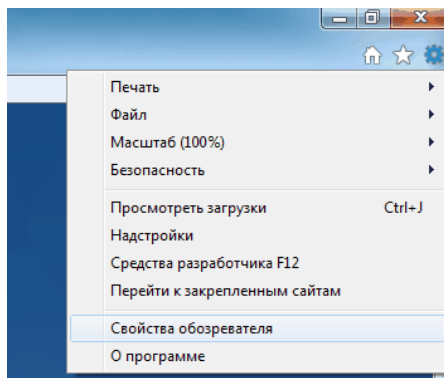 Печать
Файл
Масштаб (100%)
Безопасность
Просмотреть загрузки Ctrl+J
Надстройки
Средства разработчика F12
Перейти к закрепленным сайтам
Свойства обозревателя
О программе